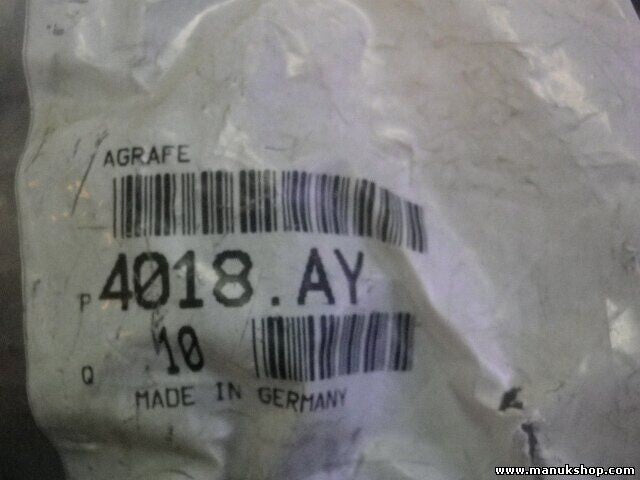 AGRAFE
P 4018.AY
Q 10
MADE IN GERMANY
www.manukshop.com